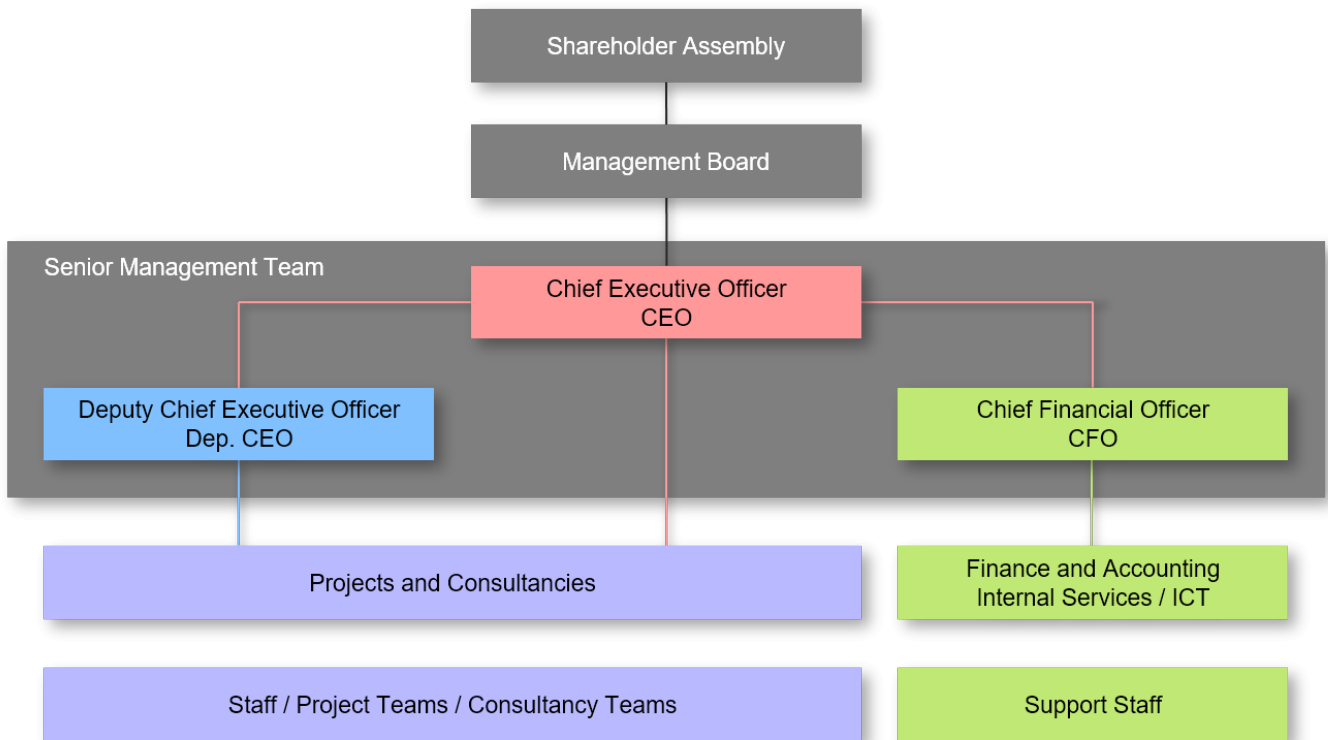 Shareholder Assembly
Management Board
Senior Management Team
Chief Executive Officer
CEO
Deputy Chief Executive Officer
Dep. CEO
Chief Financial Officer
CFO
Projects and Consultancies
Finance and Accounting
Internal Services / ICT
Staff / Project Teams / Consultancy Teams
Support Staff